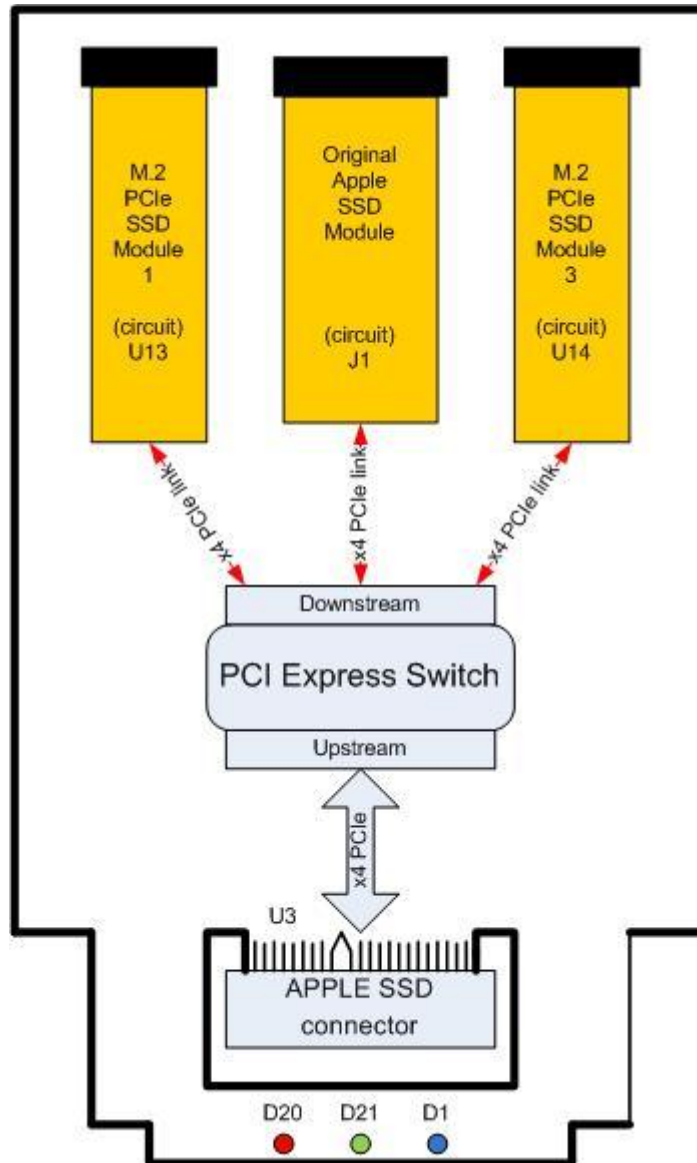 M.2
PCIe
SSD
Module
1
(circuit)
U13
Original
Apple
SSD
Module
(circuit)
J1
M.2
PCIe
SSD
Module
3
(circuit)
U14
x4 PCIe link
x4 PCIe link
x4 PCIe link
Downstream
PCI Express Switch
Upstream
x4 PCIe
U3
APPLE SSD
connector
D20 D21 D1